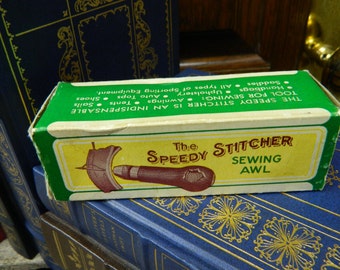 THE SPEEDY STITCHER IS AN INDISPENSABLE
TOOL FOR SEWING! • Awnings • Tents • Sails
• Handbags • Upholstery • Auto Tops • Shoes
• Saddles • All types of Sporting Equipment
The
SPEEDY STITCHER
SEWING
AWL